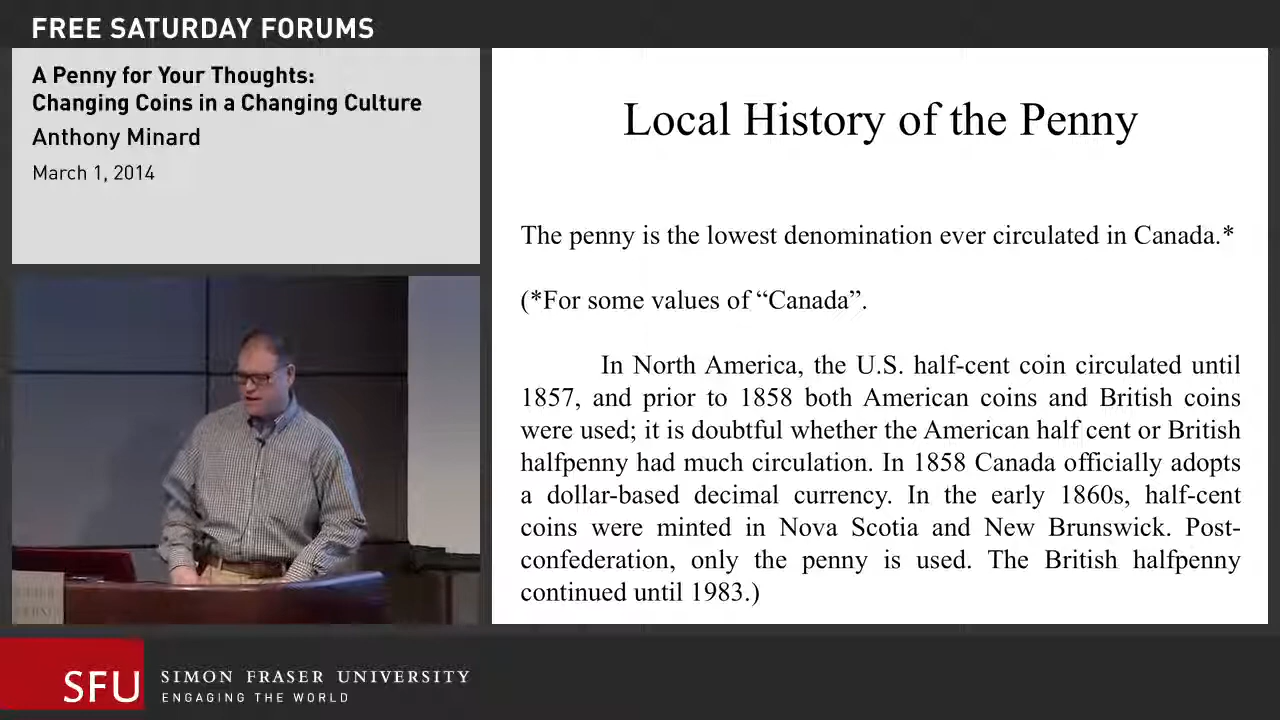 FREE SATURDAY FORUMS
A Penny for Your Thoughts:
Changing Coins in a Changing Culture
Anthony Minard
March 1, 2014
Local History of the Penny
The penny is the lowest denomination ever circulated in Canada.*
(*For some values of “Canada”.
In North America, the U.S. half-cent coin circulated until
1857, and prior to 1858 both American coins and British coins
were used; it is doubtful whether the American half cent or British
halfpenny had much circulation. In 1858 Canada officially adopts
a dollar-based decimal currency. In the early 1860s, half-cent
coins were minted in Nova Scotia and New Brunswick. Post-
confederation, only the penny is used. The British halfpenny
continued until 1983.)
SFU
SIMON FRASER UNIVERSITY
ENGAGING THE WORLD